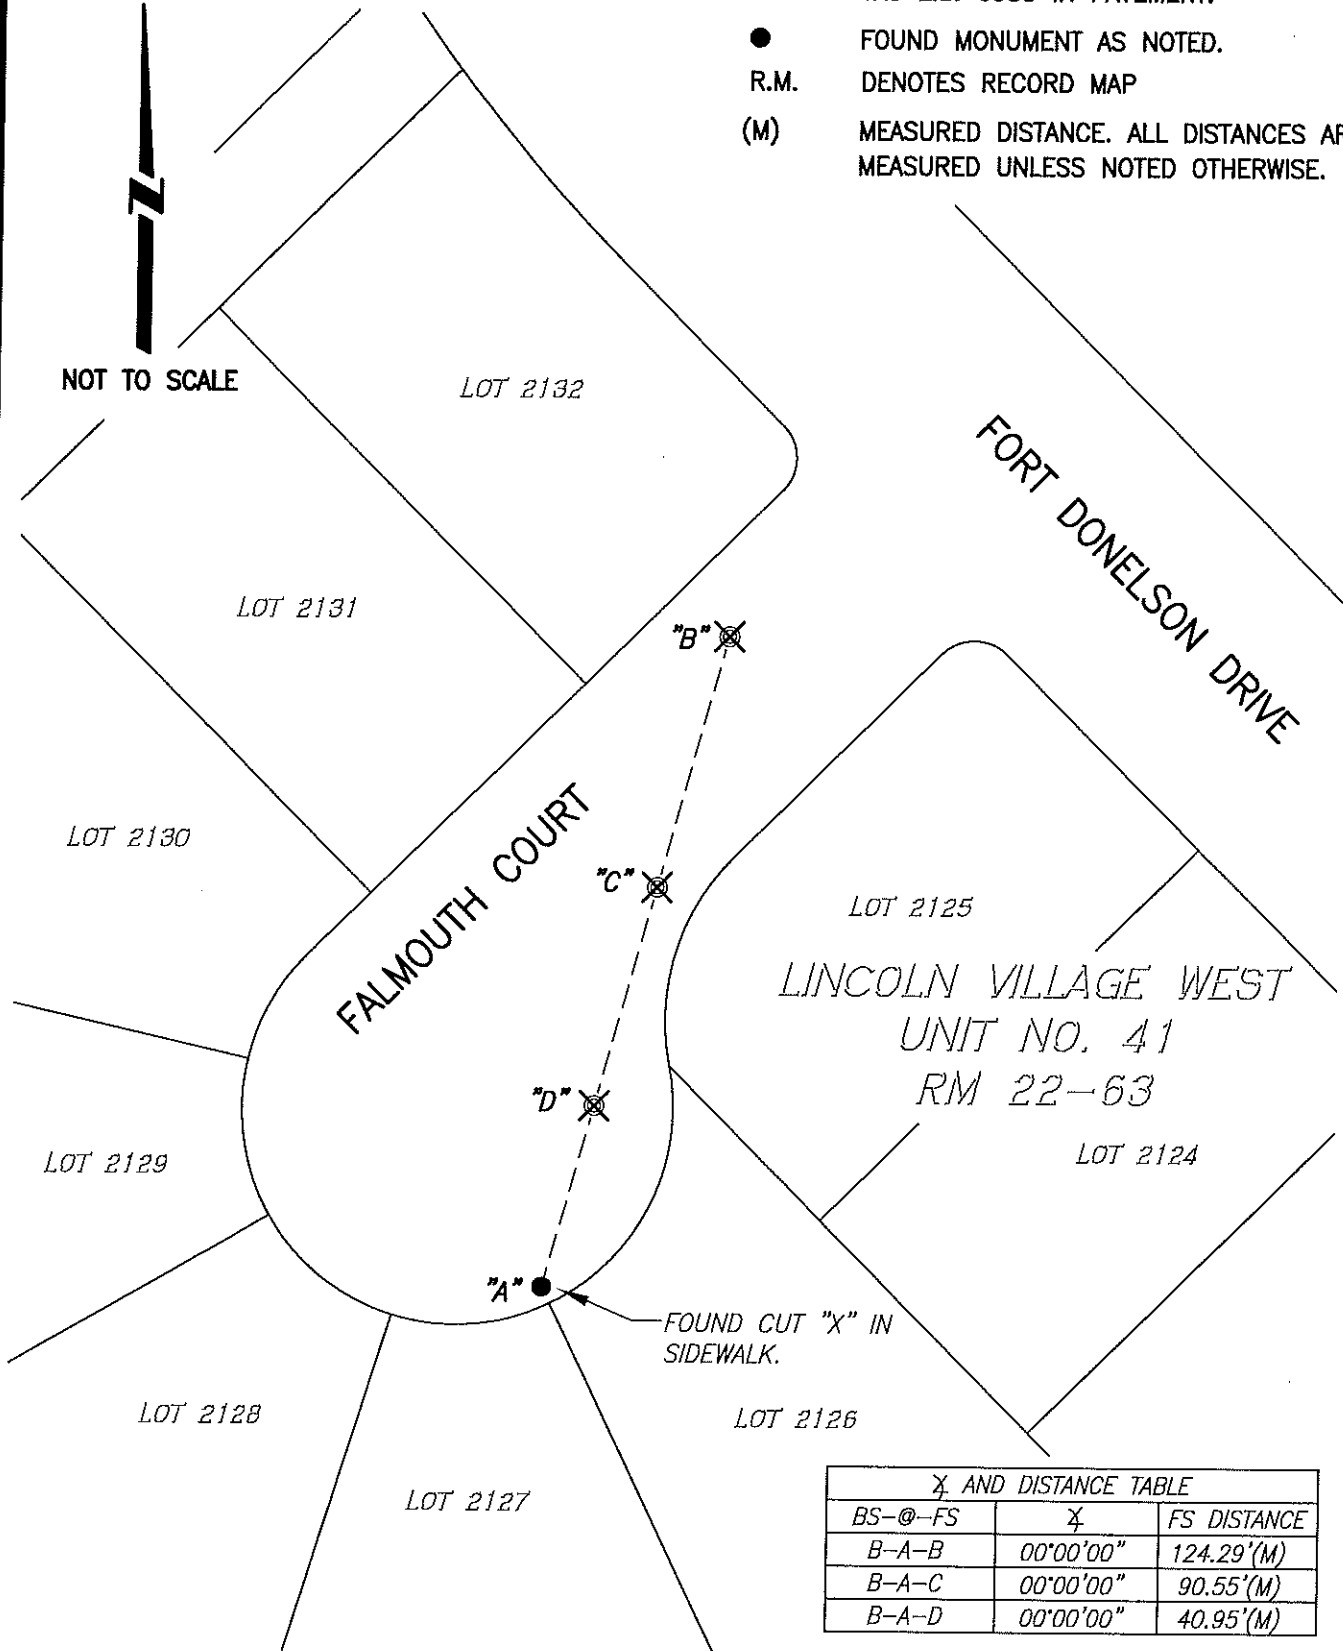 FOUND MONUMENT AS NOTED.
R.M. DENOTES RECORD MAP
(M) MEASURED DISTANCE. ALL DISTANCES
MEASURED UNLESS NOTED OTHERWISE.
NOT TO SCALE
LOT 2132
FORT DONELSON DRIVE
LOT 2131
"B"
LOT 2130
FALMOUTH COURT
"C"
LOT 2125
LINCOLN VILLAGE WEST
UNIT NO. 41
RM 22-63
"D"
LOT 2129
LOT 2124
"A"
FOUND CUT "X" IN
SIDEWALK.
LOT 2128
LOT 2126
LOT 2127
AND DISTANCE TABLE
BS-@-FS FS DISTANCE
B-A-B 00°00'00" 124.29'(M)
B-A-C 00°00'00" 90.55'(M)
B-A-D 00°00'00" 40.95'(M)